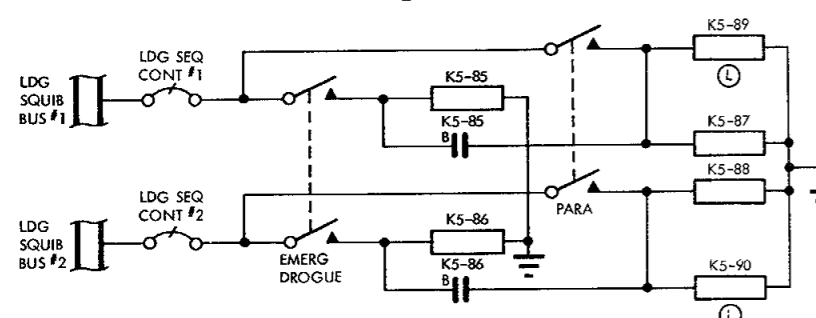 K5-89
LDG SEQ
CONT #1
LDG
SQUIB
BUS #1
L
K5-85
K5-85
B
K5-87
K5-88
LDG SEQ
CONT #2
PARA
LDG
SQUIB
BUS #2
K5-86
EMERG
DROGUE
K5-86
B
K5-90
L